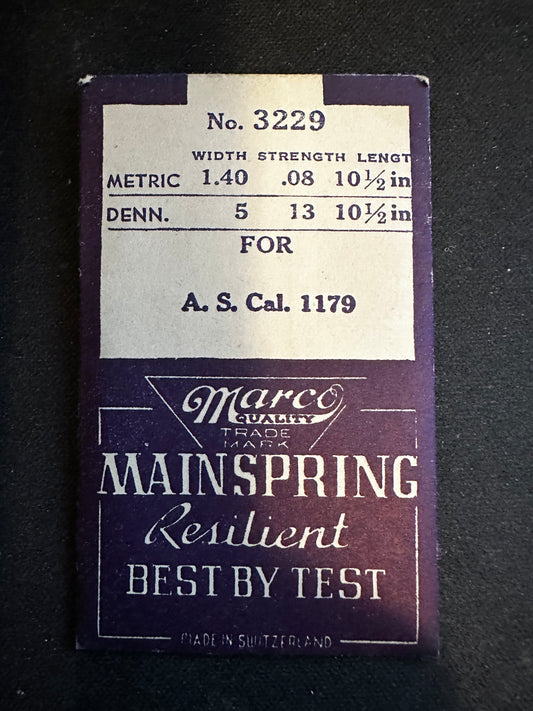 No. 3229
WIDTH STRENGTH LENGT
METRIC 1.40 .08 10½ in
DENN. 5 13 10½ in
FOR
A. S. Cal. 1179
Marco
QUALITY
TRADE
MARK
MAINSPRING
Resilient
BEST BY TEST
MADE IN SWITZERLAND